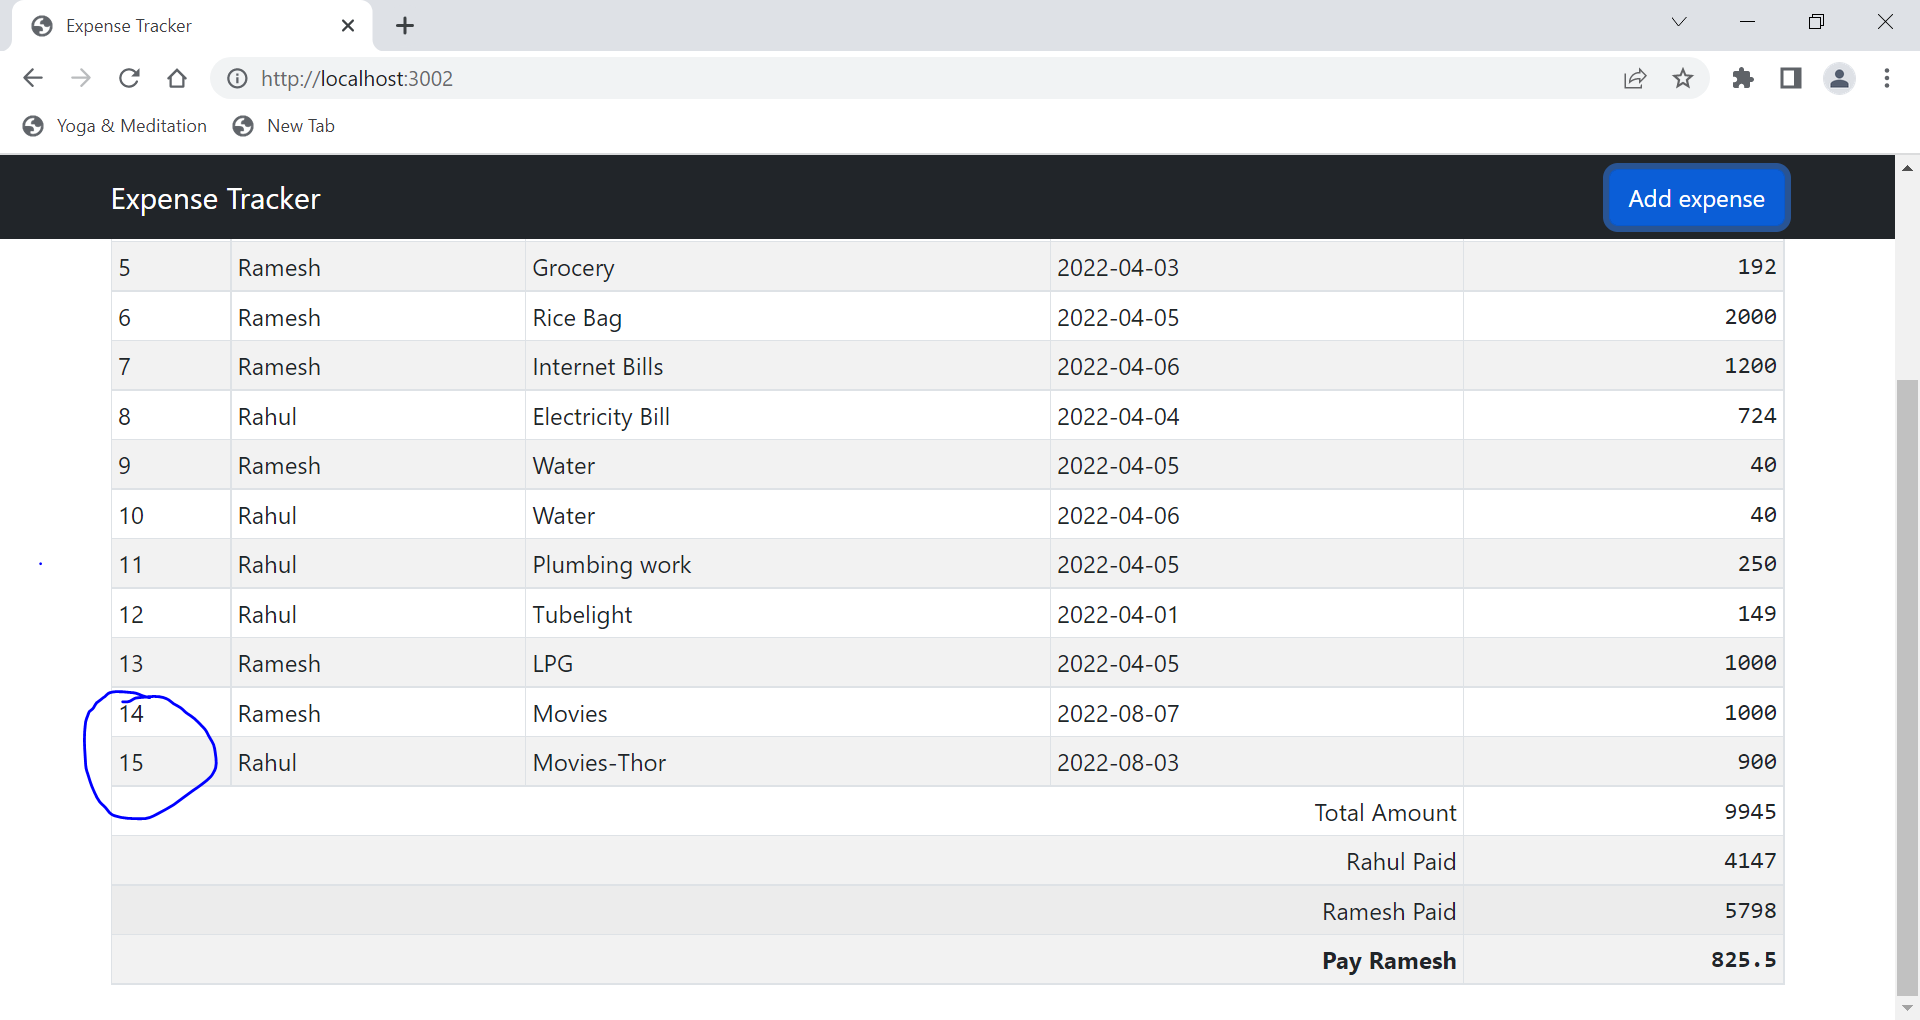 Expense Tracker
http://localhost:3002
Yoga & Meditation New Tab
Expense Tracker Add expense
5 Ramesh Grocery 2022-04-03 192
6 Ramesh Rice Bag 2022-04-05 2000
7 Ramesh Internet Bills 2022-04-06 1200
8 Rahul Electricity Bill 2022-04-04 724
9 Ramesh Water 2022-04-05 40
10 Rahul Water 2022-04-06 40
11 Rahul Plumbing work 2022-04-05 250
12 Rahul Tubelight 2022-04-01 149
13 Ramesh LPG 2022-04-05 1000
14 Ramesh Movies 2022-08-07 1000
15 Rahul Movies-Thor 2022-08-03 900
Total Amount 9945
Rahul Paid 4147
Ramesh Paid 5798
Pay Ramesh 825.5